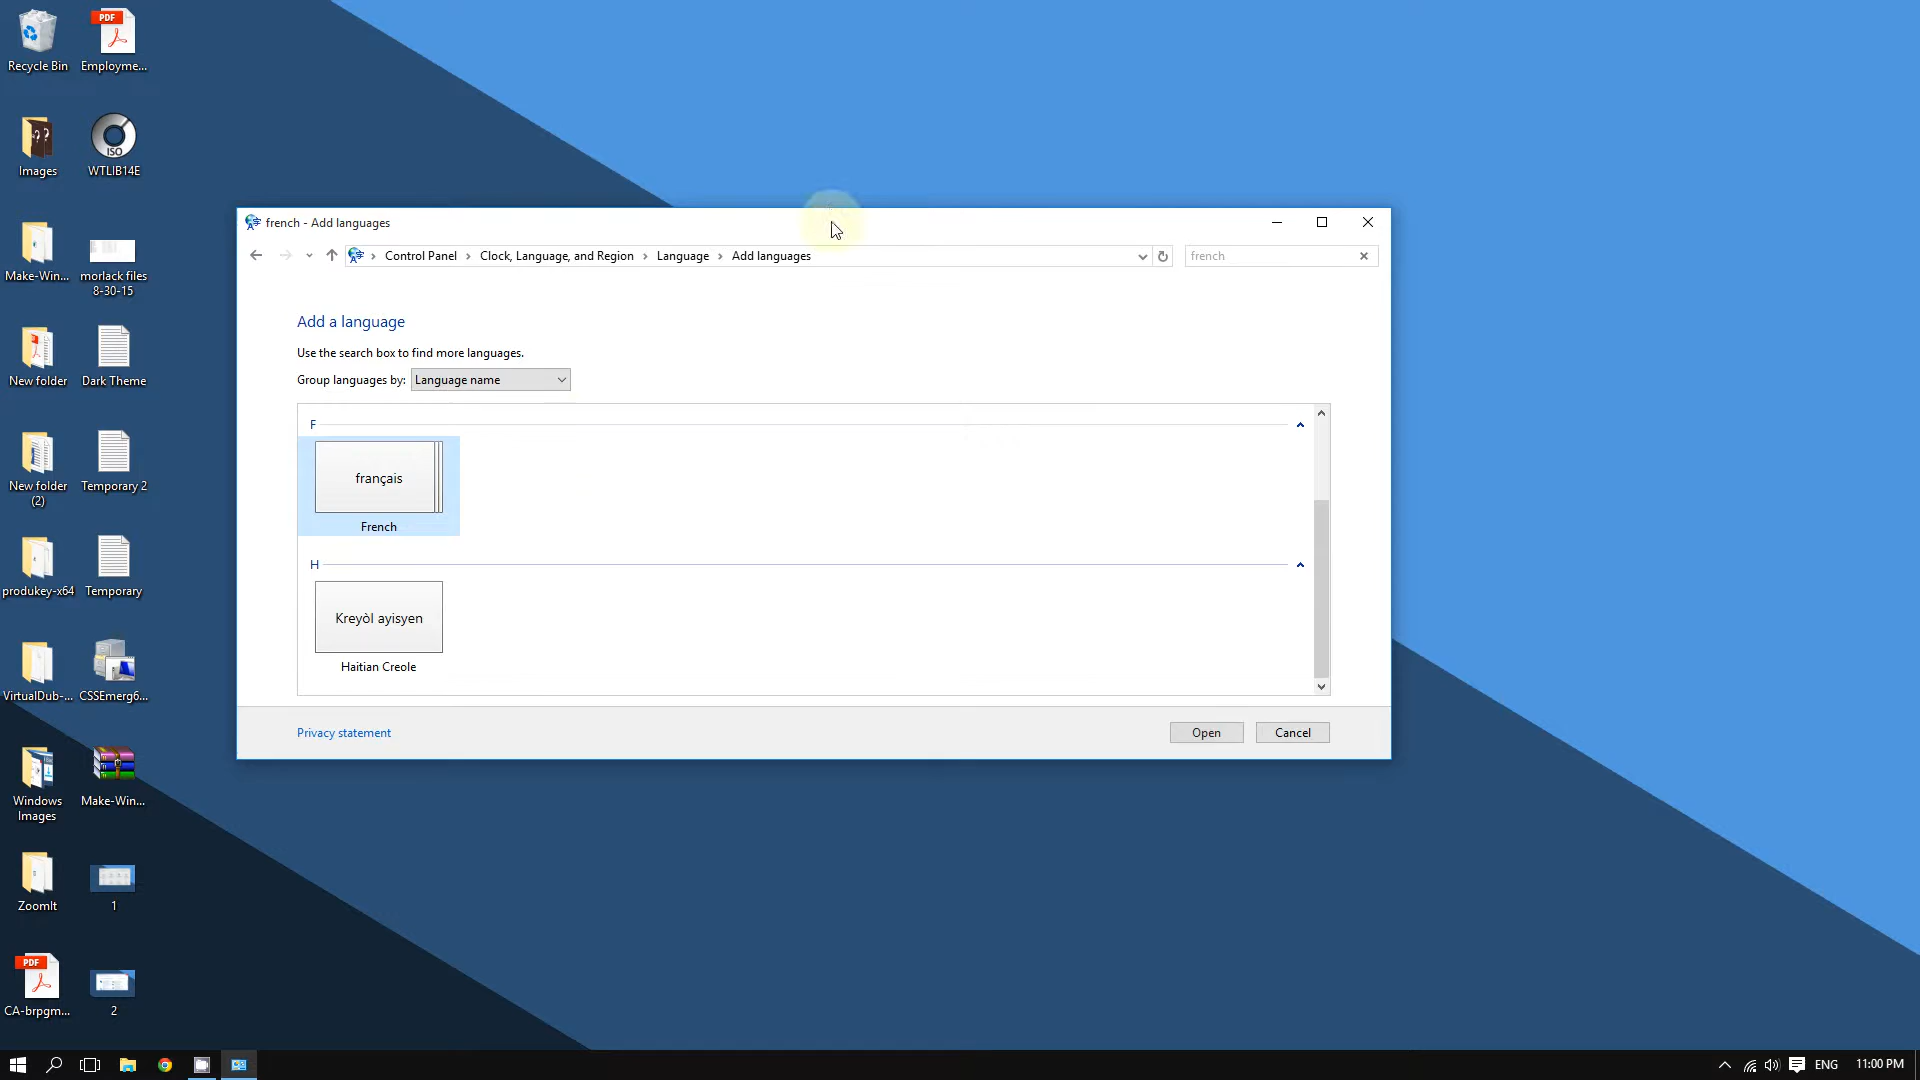 Recycle Bin
Employme...
Images
WTLIB14E
Make-Win...
morlack files
8-30-15
New folder
Dark Theme
New folder
(2)
Temporary 2
produkey-x64
Temporary
VirtualDub-...
CSSEmerg6...
Windows
Images
Make-Win...
ZoomIt
1
CA-brpgm...
2
PDF
PDF
ISO
french - Add languages
Control Panel > Clock, Language, and Region > Language > Add languages
french
Add a language
Use the search box to find more languages.
Group languages by: Language name
F
français
French
H
Kreyòl ayisyen
Haitian Creole
Privacy statement
Open
Cancel
ENG
11:00 PM